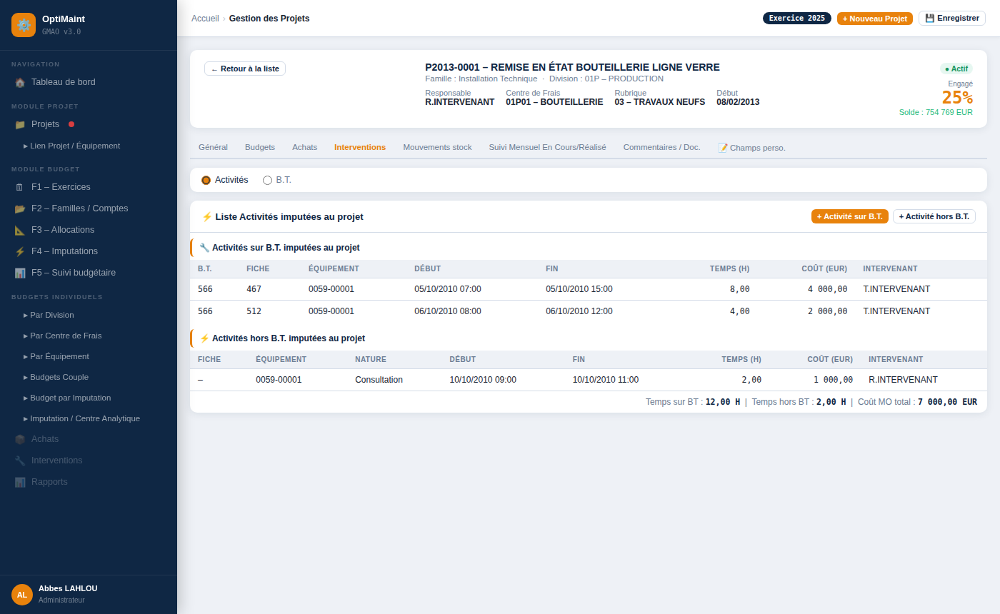 OptiMaint
GMAO v3.0
NAVIGATION
Tableau de bord
MODULE PROJET
Projets
▸ Lien Projet / Équipement
MODULE BUDGET
F1 – Exercices
F2 – Familles / Comptes
F3 – Allocations
F4 – Imputations
F5 – Suivi budgétaire
BUDGETS INDIVIDUELS
▸ Par Division
▸ Par Centre de Frais
▸ Par Équipement
▸ Budgets Couple
▸ Budget par Imputation
▸ Imputation / Centre Analytique
Achats
Interventions
Rapports
AL
Abbes LAHLOU
Administrateur
Accueil › Gestion des Projets
Exercice 2025
+ Nouveau Projet
Enregistrer
← Retour à la liste
P2013-0001 – REMISE EN ÉTAT BOUTEILLERIE LIGNE VERRE
Famille : Installation Technique · Division : 01P – PRODUCTION
Responsable Centre de Frais Rubrique Début
R.INTERVENANT 01P01 – BOUTEILLERIE 03 – TRAVAUX NEUFS 08/02/2013
● Actif
Engagé
25%
Solde : 754 769 EUR
Général Budgets Achats Interventions Mouvements stock Suivi Mensuel En Cours/Réalisé Commentaires / Doc. Champs perso.
Activités B.T.
Liste Activités imputées au projet
+ Activité sur B.T. + Activité hors B.T.
Activités sur B.T. imputées au projet
B.T. FICHE ÉQUIPEMENT DÉBUT FIN TEMPS (H) COÛT (EUR) INTERVENANT
566 467 0059-00001 05/10/2010 07:00 05/10/2010 15:00 8,00 4 000,00 T.INTERVENANT
566 512 0059-00001 06/10/2010 08:00 06/10/2010 12:00 4,00 2 000,00 T.INTERVENANT
Activités hors B.T. imputées au projet
FICHE ÉQUIPEMENT NATURE DÉBUT FIN TEMPS (H) COÛT (EUR) INTERVENANT
– 0059-00001 Consultation 10/10/2010 09:00 10/10/2010 11:00 2,00 1 000,00 R.INTERVENANT
Temps sur BT : 12,00 H | Temps hors BT : 2,00 H | Coût MO total : 7 000,00 EUR